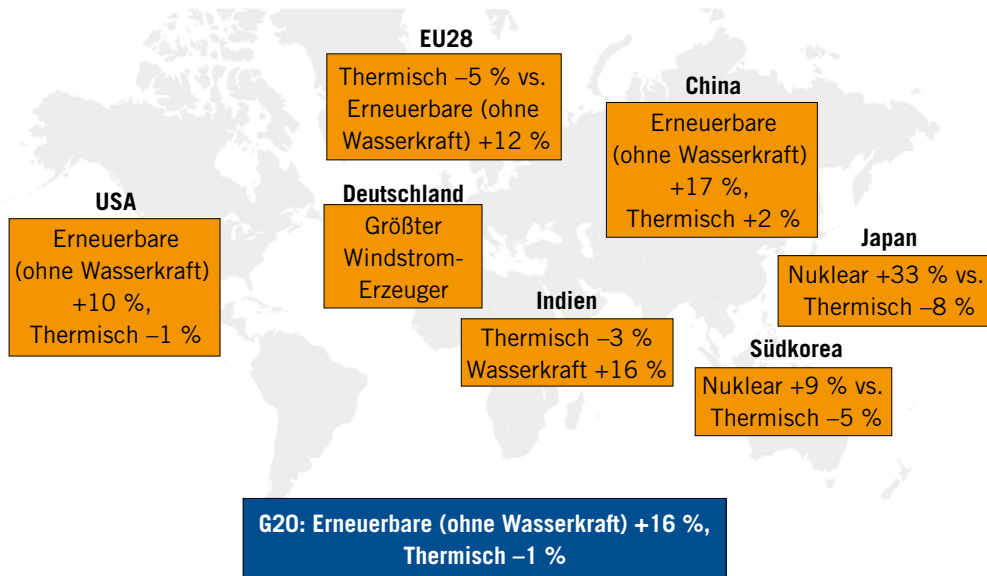 EU28
Thermisch –5 % vs.
Erneuerbare (ohne
Wasserkraft) +12 %
China
Erneuerbare
(ohne Wasserkraft)
+17 %,
Thermisch +2 %
USA
Erneuerbare
(ohne Wasserkraft)
+10 %,
Thermisch –1 %
Deutschland
Größter
Windstrom-
Erzeuger
Japan
Nuklear +33 % vs.
Thermisch –8 %
Indien
Thermisch –3 %
Wasserkraft +16 %
Südkorea
Nuklear +9 % vs.
Thermisch –5 %
G20: Erneuerbare (ohne Wasserkraft) +16 %,
Thermisch –1 %